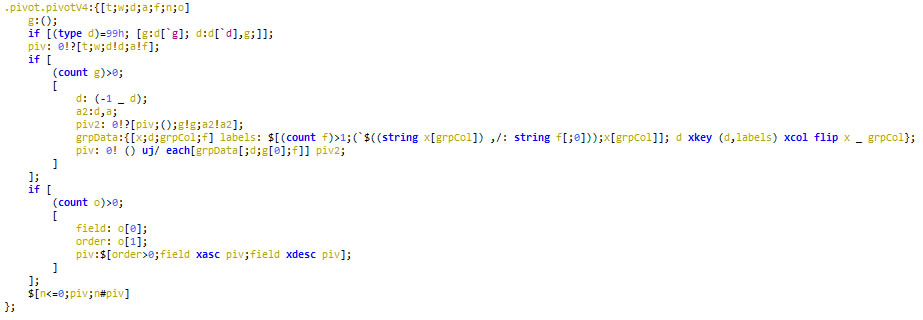 .pivot.pivotV4:{[t;w;d;a;f;n;o]
    g:();
    if [(type d)=99h; [g:d[`g]; d:d[`d],g;]];
    piv: 0!?[t;w;d!d;a!f];
    if [
        (count g)>0;
        [
            d: (-1 _ d);
            a2:d,a;
            piv2: 0!?[piv;();g!g;a2!a2];
            grpData:{[x;d;grpCol;f] labels: $[(count f)>1;(`$((string x[grpCol]) ,/: string f[;0]));x[grpCol]]; d xkey (d,labels) xcol flip x _ grpCol};
            piv: 0! () uj/ each[grpData[;d;g[0];f]] piv2;
        ]
    ];
    if [
        (count o)>0;
        [
            field: o[0];
            order: o[1];
            piv:$[order>0;field xasc piv;field xdesc piv];
        ]
    ];
    $[n<=0;piv;n#piv]
};